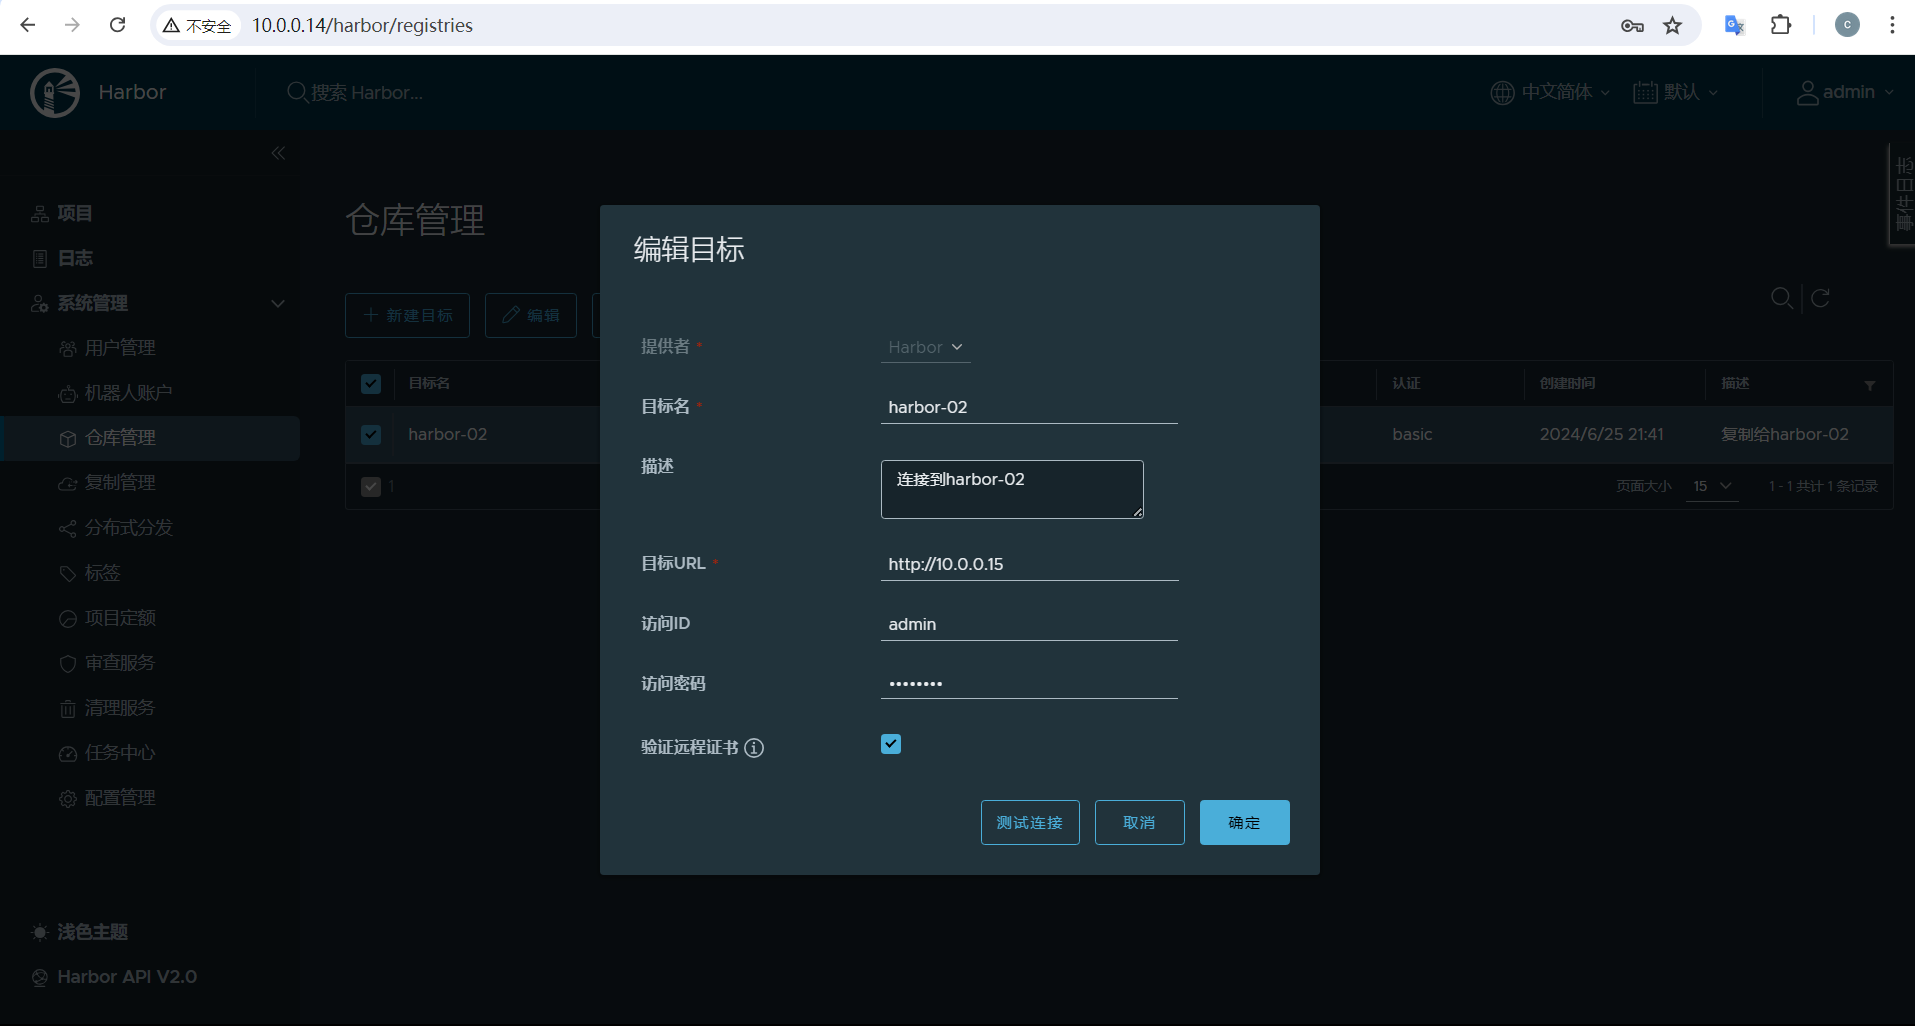 不安全
10.0.0.14/harbor/registries
Harbor
搜索 Harbor...
中文简体
默认
admin
事件日志
项目
日志
系统管理
用户管理
机器人账户
仓库管理
复制管理
分布式分发
标签
项目定额
审查服务
清理服务
任务中心
配置管理
浅色主题
Harbor API V2.0
仓库管理
新建目标
编辑
目标名
认证
创建时间
描述
harbor-02
basic
2024/6/25 21:41
复制给harbor-02
1
页面大小
15
1 - 1 共计 1 条记录
编辑目标
提供者 *
Harbor
目标名 *
harbor-02
描述
连接到harbor-02
目标URL *
http://10.0.0.15
访问ID
admin
访问密码
••••••••
验证远程证书
测试连接
取消
确定